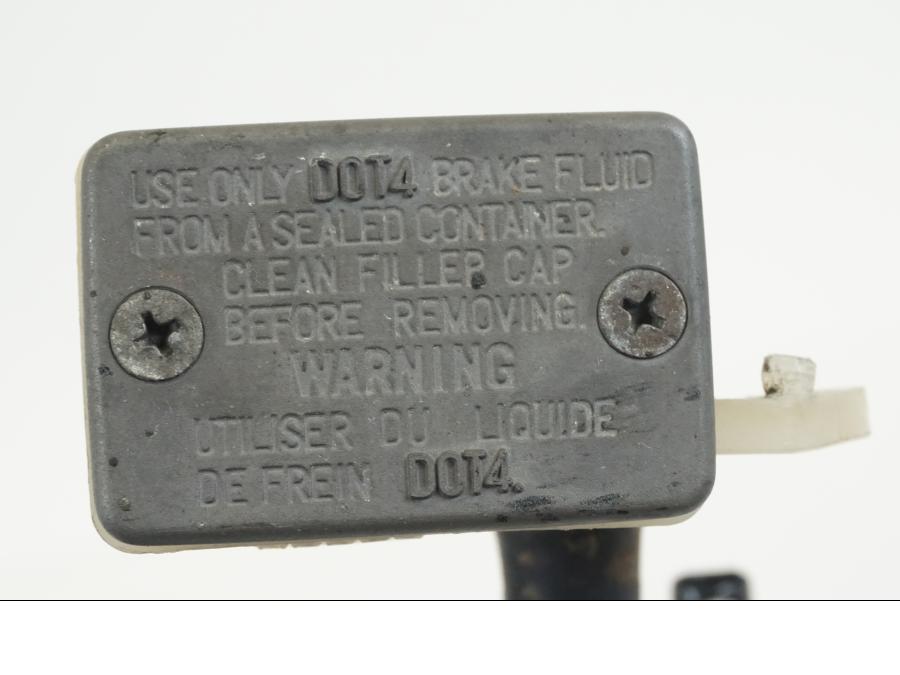 USE ONLY DOT4 BRAKE FLUID
FROM A SEALED CONTAINER.
CLEAN FILLER CAP
BEFORE REMOVING.
WARNING
UTILISER DU LIQUIDE
DE FREIN DOT4.